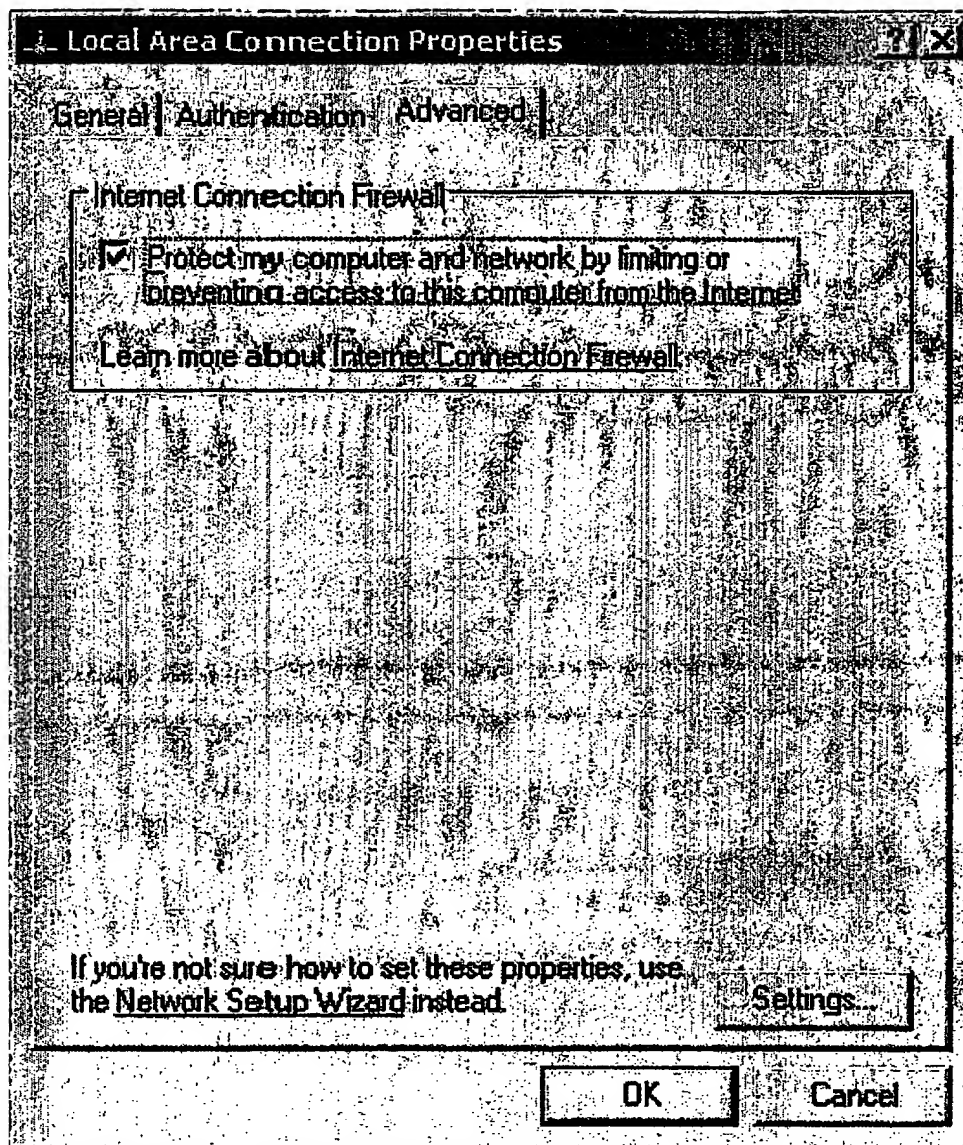 Local Area Connection Properties
General Authentication Advanced
Internet Connection Firewall
Protect my computer and network by limiting or
preventing access to this computer from the Internet
Learn more about Internet Connection Firewall.
If you're not sure how to set these properties, use
the Network Setup Wizard instead.
Settings...
OK Cancel